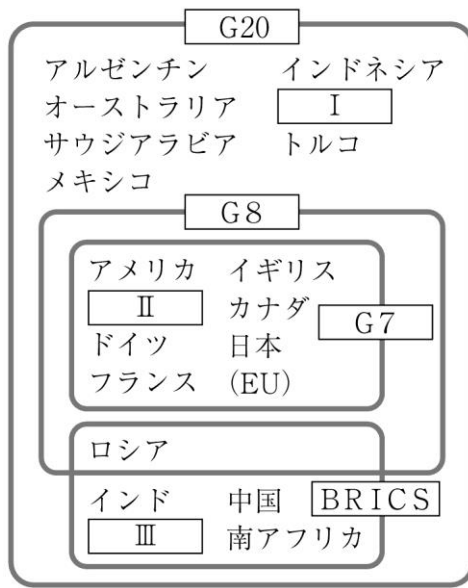 G20
アルゼンチン インドネシア
オーストラリア Ⅰ
サウジアラビア トルコ
メキシコ
G8
アメリカ イギリス
Ⅱ カナダ
G7
ドイツ 日本
フランス (EU)
ロシア
インド 中国 BRICS
Ⅲ 南アフリカ